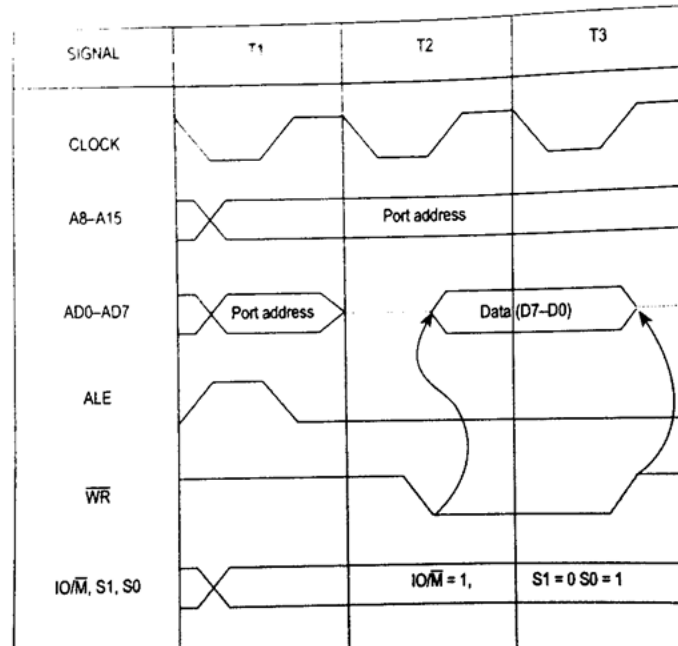 SIGNAL T1 T2 T3
CLOCK
A8–A15 Port address
AD0–AD7 Port address Data (D7–D0)
ALE
W̅R̅
IO/M̅, S1, S0 IO/M̅ = 1, S1 = 0 S0 = 1